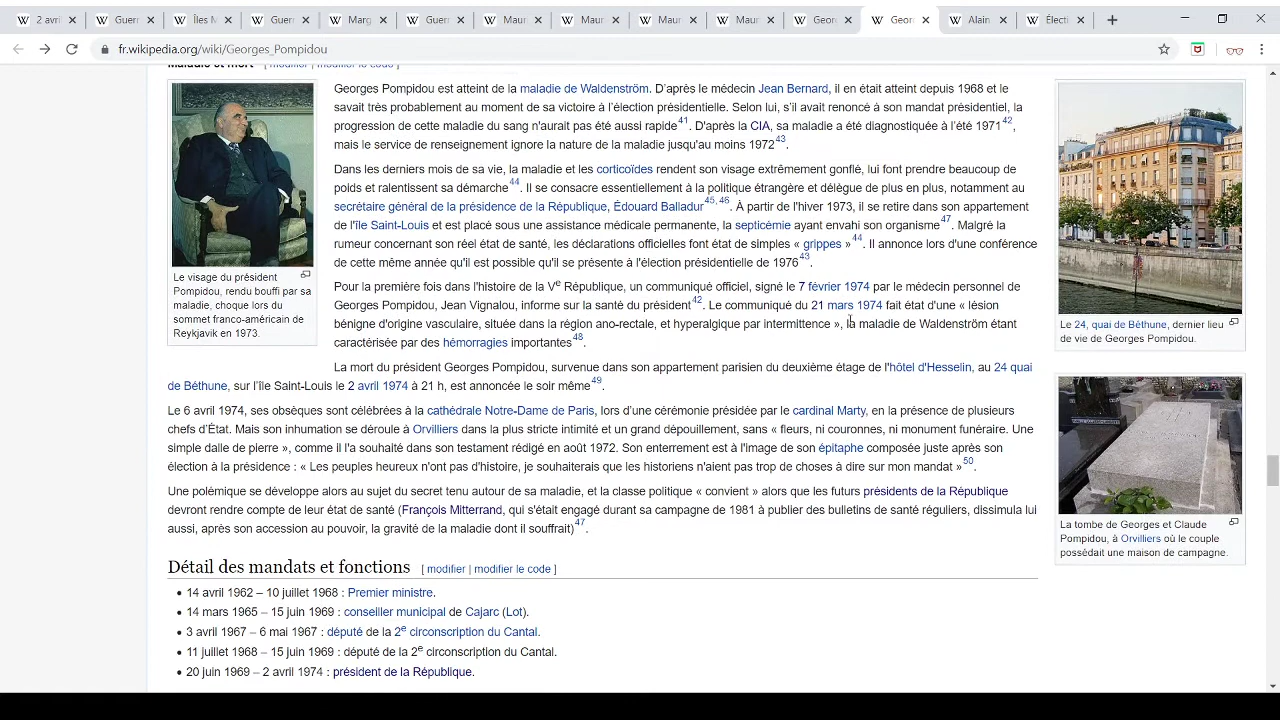 2 avril
Guerr
Îles M
Guerr
Marg
Guerr
Maur
Maur
Maur
Maur
Geor
Geor
Alain
Électi
fr.wikipedia.org/wiki/Georges_Pompidou
Maladie et mort [ modifier | modifier le code ]
Georges Pompidou est atteint de la maladie de Waldenström. D'après le médecin Jean Bernard, il en était atteint depuis 1968 et le
savait très probablement au moment de sa victoire à l'élection présidentielle. Selon lui, s'il avait renoncé à son mandat présidentiel, la
progression de cette maladie du sang n'aurait pas été aussi rapide41. D'après la CIA, sa maladie a été diagnostiquée à l'été 197142,
mais le service de renseignement ignore la nature de la maladie jusqu'au moins 197243.
Dans les derniers mois de sa vie, la maladie et les corticoïdes rendent son visage extrêmement gonflé, lui font prendre beaucoup de
poids et ralentissent sa démarche44. Il se consacre essentiellement à la politique étrangère et délègue de plus en plus, notamment au
secrétaire général de la présidence de la République, Édouard Balladur45, 46. À partir de l'hiver 1973, il se retire dans son appartement
de l'île Saint-Louis et est placé sous une assistance médicale permanente, la septicémie ayant envahi son organisme47. Malgré la
rumeur concernant son réel état de santé, les déclarations officielles font état de simples « grippes »44. Il annonce lors d'une conférence
de cette même année qu'il est possible qu'il se présente à l'élection présidentielle de 197643.
Pour la première fois dans l'histoire de la Ve République, un communiqué officiel, signé le 7 février 1974 par le médecin personnel de
Georges Pompidou, Jean Vignalou, informe sur la santé du président42. Le communiqué du 21 mars 1974 fait état d'une « lésion
bénigne d'origine vasculaire, située dans la région ano-rectale, et hyperalgique par intermittence », la maladie de Waldenström étant
caractérisée par des hémorragies importantes48.
La mort du président Georges Pompidou, survenue dans son appartement parisien du deuxième étage de l'hôtel d'Hesselin, au 24 quai
de Béthune, sur l'île Saint-Louis le 2 avril 1974 à 21 h, est annoncée le soir même49.
Le 6 avril 1974, ses obsèques sont célébrées à la cathédrale Notre-Dame de Paris, lors d'une cérémonie présidée par le cardinal Marty, en la présence de plusieurs
chefs d'État. Mais son inhumation se déroule à Orvilliers dans la plus stricte intimité et un grand dépouillement, sans « fleurs, ni couronnes, ni monument funéraire. Une
simple dalle de pierre », comme il l'a souhaité dans son testament rédigé en août 1972. Son enterrement est à l'image de son épitaphe composée juste après son
élection à la présidence : « Les peuples heureux n'ont pas d'histoire, je souhaiterais que les historiens n'aient pas trop de choses à dire sur mon mandat »50.
Une polémique se développe alors au sujet du secret tenu autour de sa maladie, et la classe politique « convient » alors que les futurs présidents de la République
devront rendre compte de leur état de santé (François Mitterrand, qui s'était engagé durant sa campagne de 1981 à publier des bulletins de santé réguliers, dissimula lui
aussi, après son accession au pouvoir, la gravité de la maladie dont il souffrait)47.
Le visage du président
Pompidou, rendu bouffi par sa
maladie, choque lors du
sommet franco-américain de
Reykjavik en 1973.
Le 24, quai de Béthune, dernier lieu
de vie de Georges Pompidou.
La tombe de Georges et Claude
Pompidou, à Orvilliers où le couple
possédait une maison de campagne.
Détail des mandats et fonctions [ modifier | modifier le code ]
• 14 avril 1962 – 10 juillet 1968 : Premier ministre.
• 14 mars 1965 – 15 juin 1969 : conseiller municipal de Cajarc (Lot).
• 3 avril 1967 – 6 mai 1967 : député de la 2e circonscription du Cantal.
• 11 juillet 1968 – 15 juin 1969 : député de la 2e circonscription du Cantal.
• 20 juin 1969 – 2 avril 1974 : président de la République.